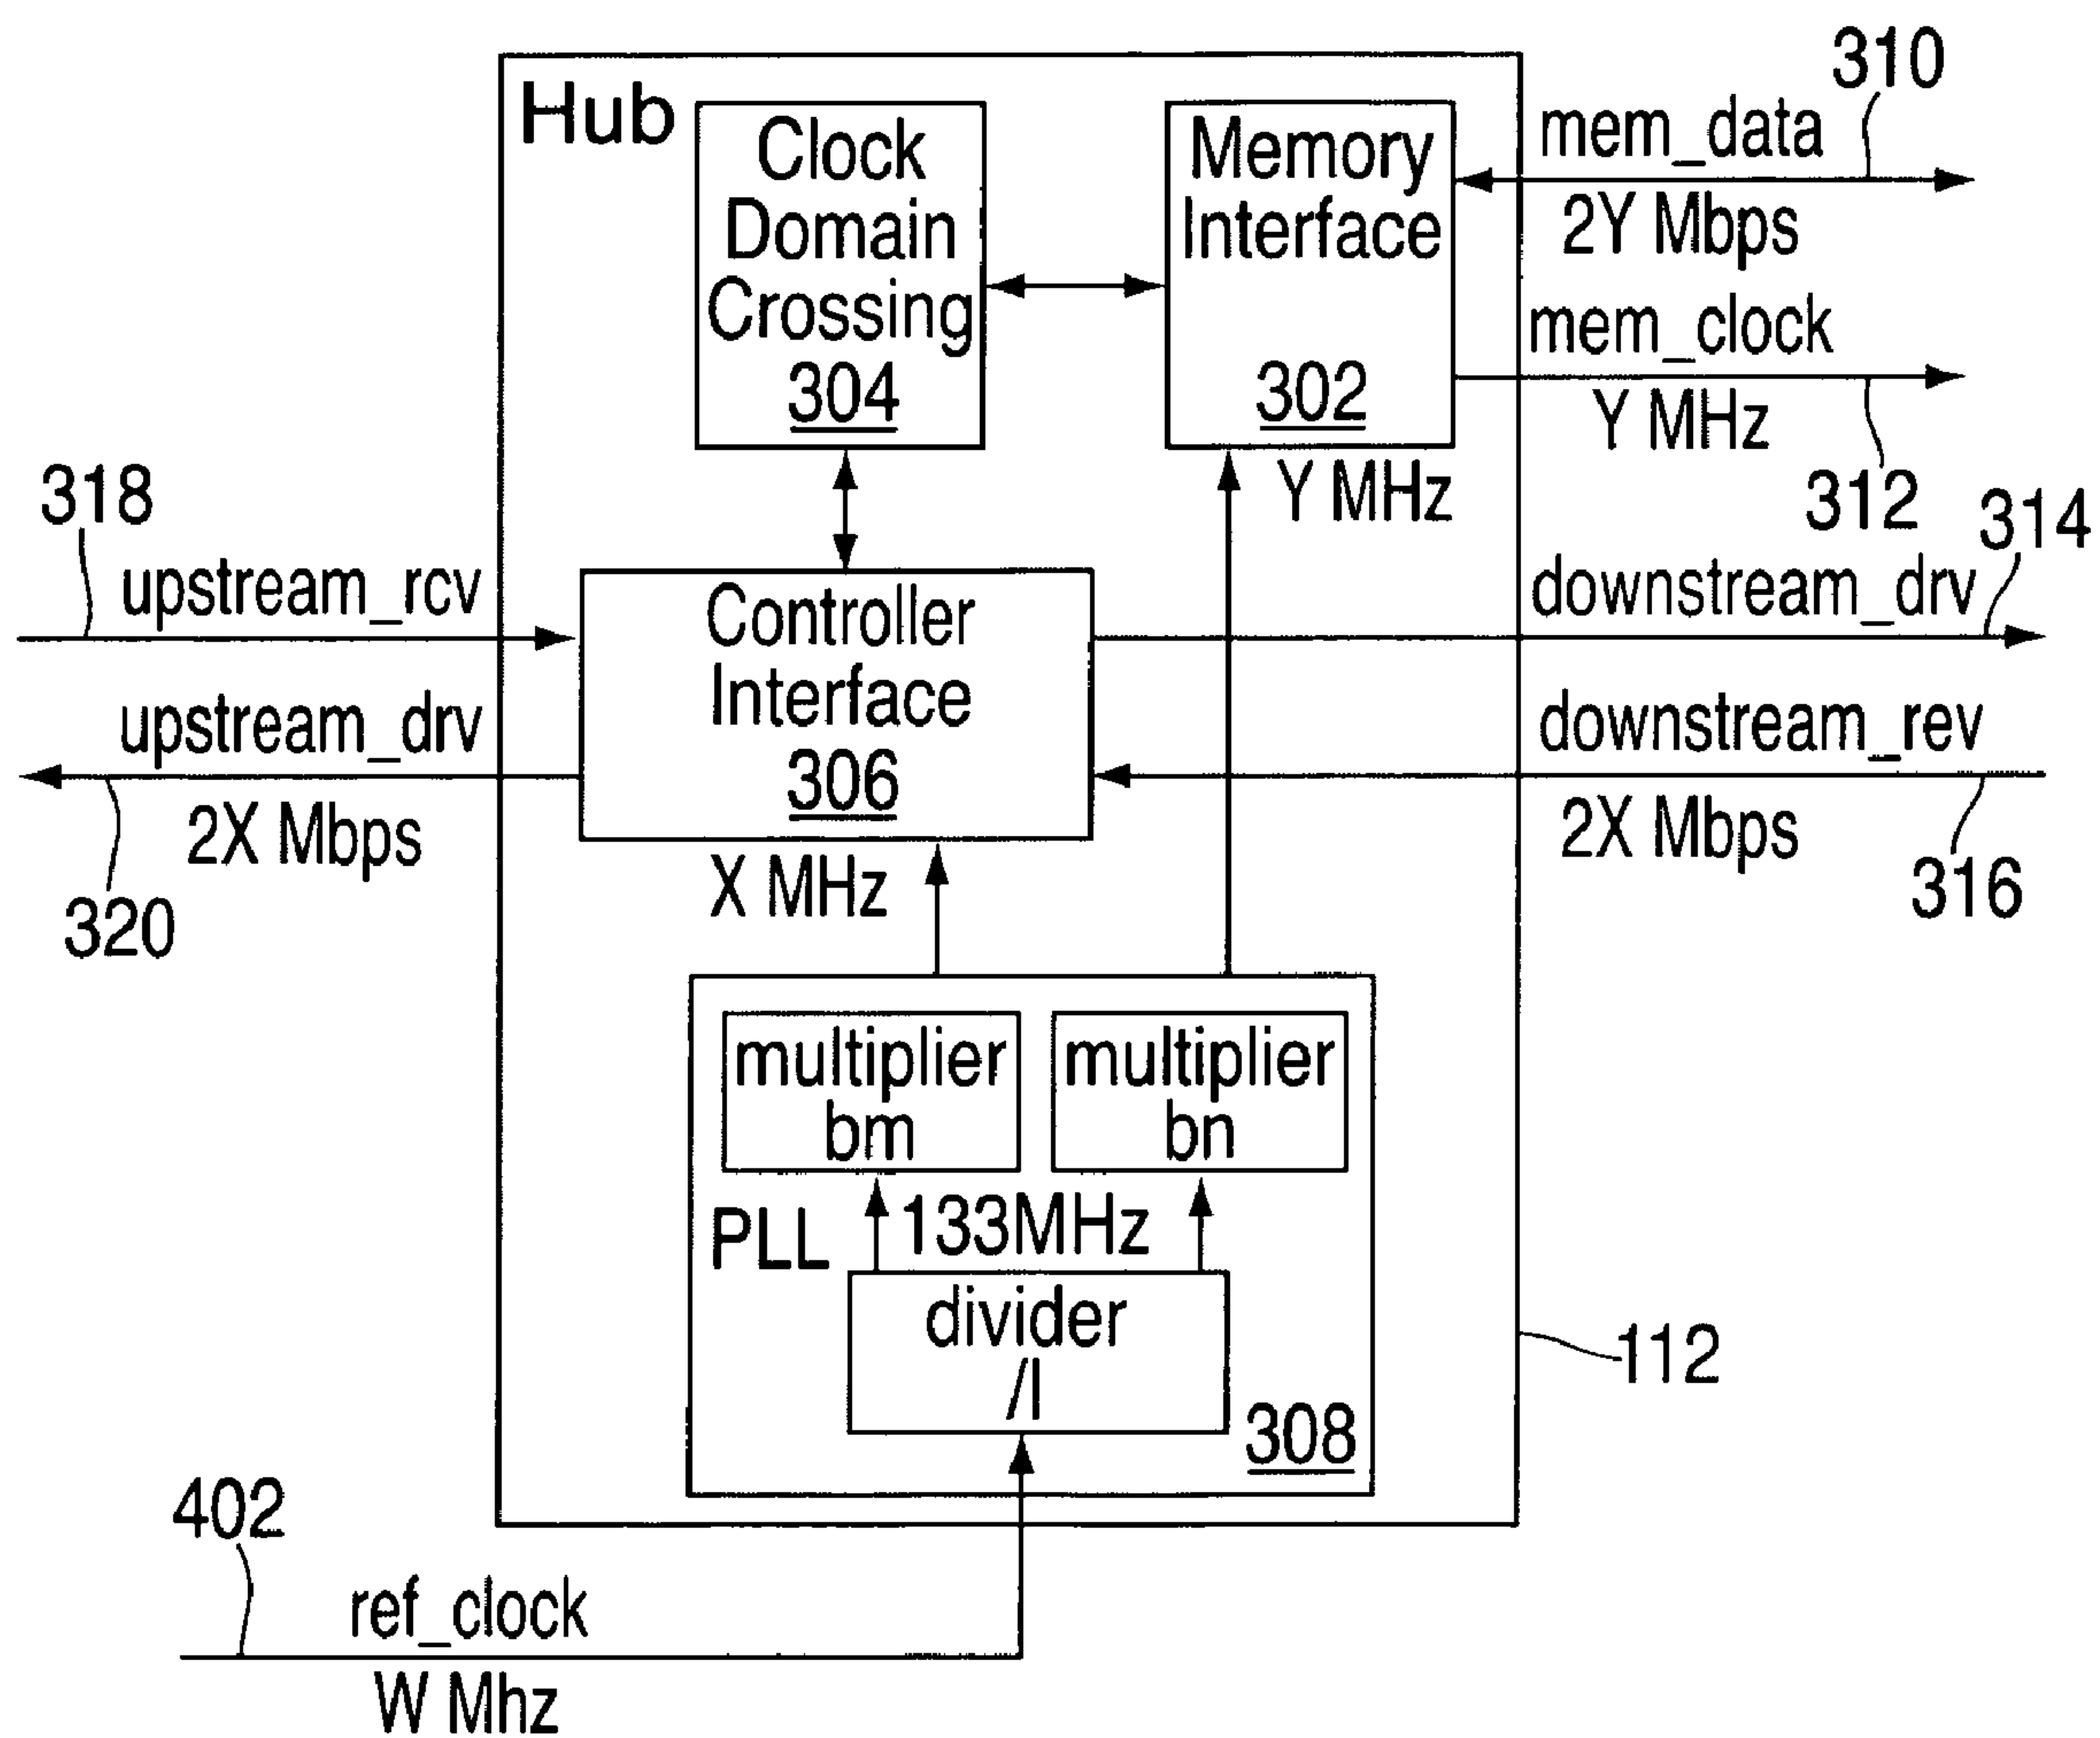 310
Hub
Clock
Domain
Crossing
304
Memory
Interface
302
mem_data
2Y Mbps
mem_clock
Y MHz
312
Y MHz
318
314
upstream_rcv
Controller
Interface
306
downstream_drv
upstream_drv
2X Mbps
320
downstream_rev
2X Mbps
316
X MHz
multiplier
bm
multiplier
bn
PLL
133MHz
divider
/l
308
112
402
ref_clock
W Mhz